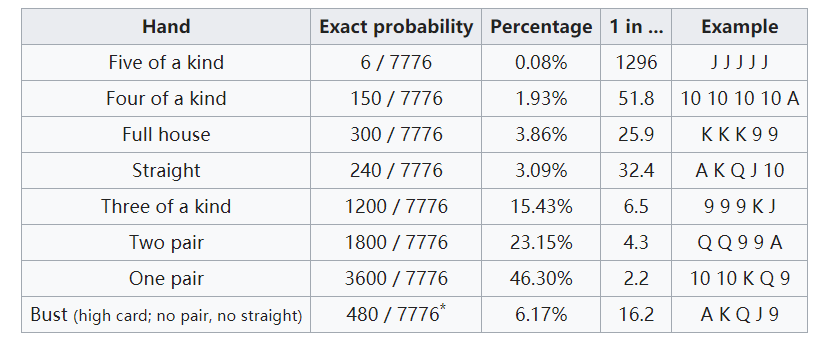 Hand Exact probability Percentage 1 in ... Example
Five of a kind 6 / 7776 0.08% 1296 J J J J J
Four of a kind 150 / 7776 1.93% 51.8 10 10 10 10 A
Full house 300 / 7776 3.86% 25.9 K K K 9 9
Straight 240 / 7776 3.09% 32.4 A K Q J 10
Three of a kind 1200 / 7776 15.43% 6.5 9 9 9 K J
Two pair 1800 / 7776 23.15% 4.3 Q Q 9 9 A
One pair 3600 / 7776 46.30% 2.2 10 10 K Q 9
Bust (high card; no pair, no straight) 480 / 7776* 6.17% 16.2 A K Q J 9